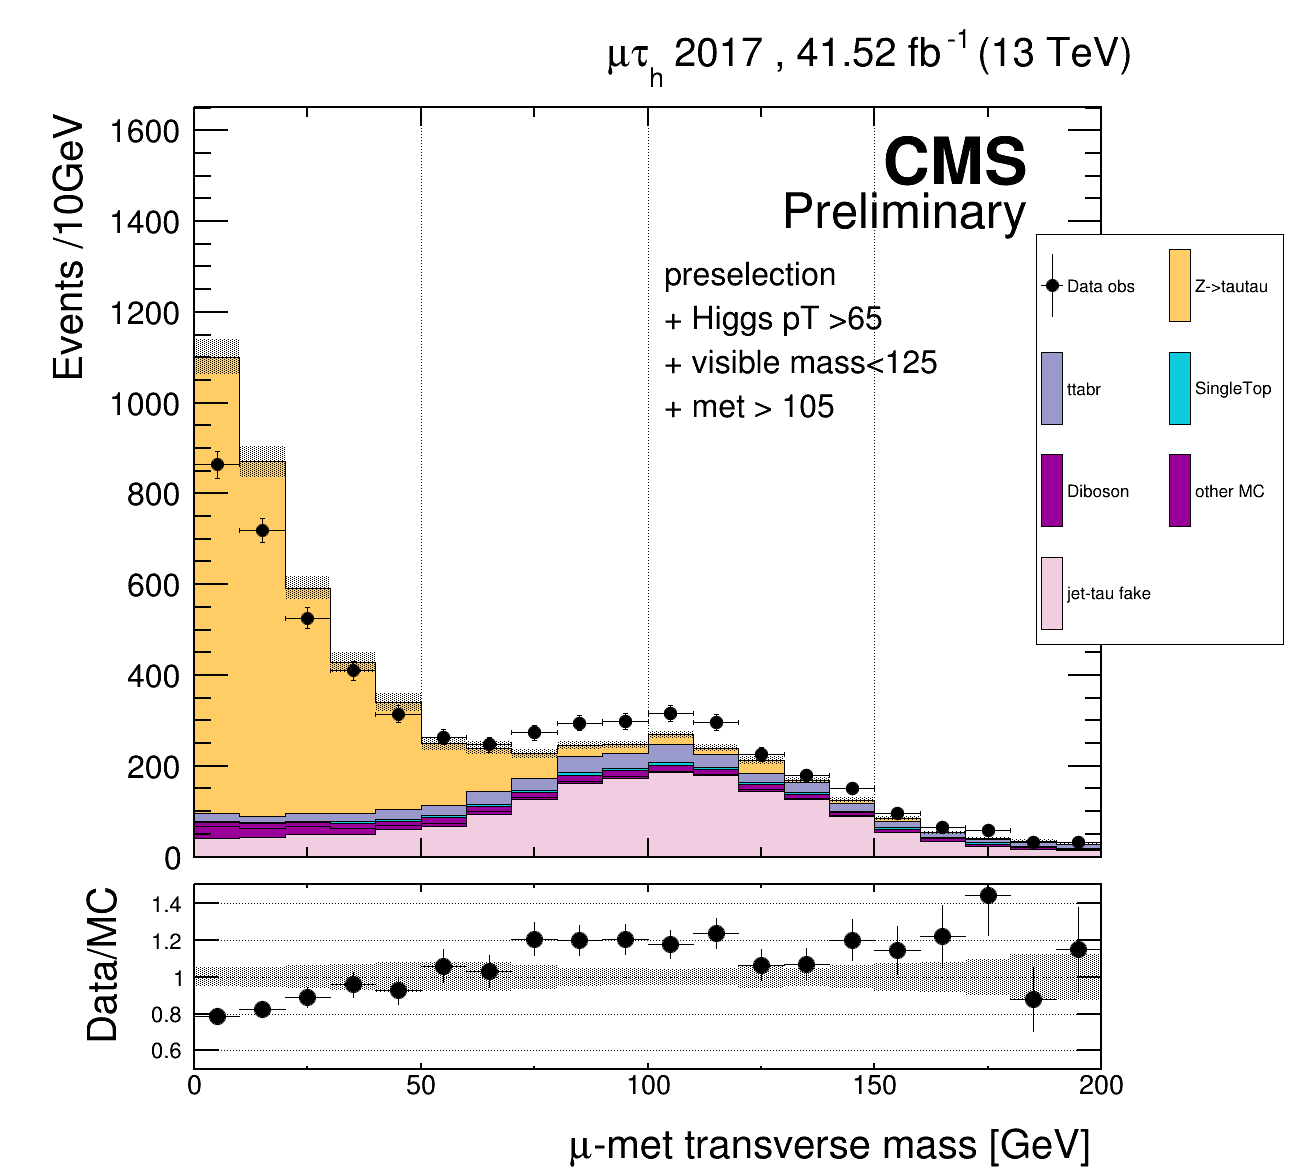 μτh 2017 , 41.52 fb-1 (13 TeV)
Events /10GeV
1600
1400
1200
1000
800
600
400
200
0
CMS
Preliminary
preselection
+ Higgs pT >65
+ visible mass<125
+ met > 105
Data obs
Z->tautau
ttabr
SingleTop
Diboson
other MC
jet-tau fake
Data/MC
1.4
1.2
1
0.8
0.6
0 50 100 150 200
μ-met transverse mass [GeV]